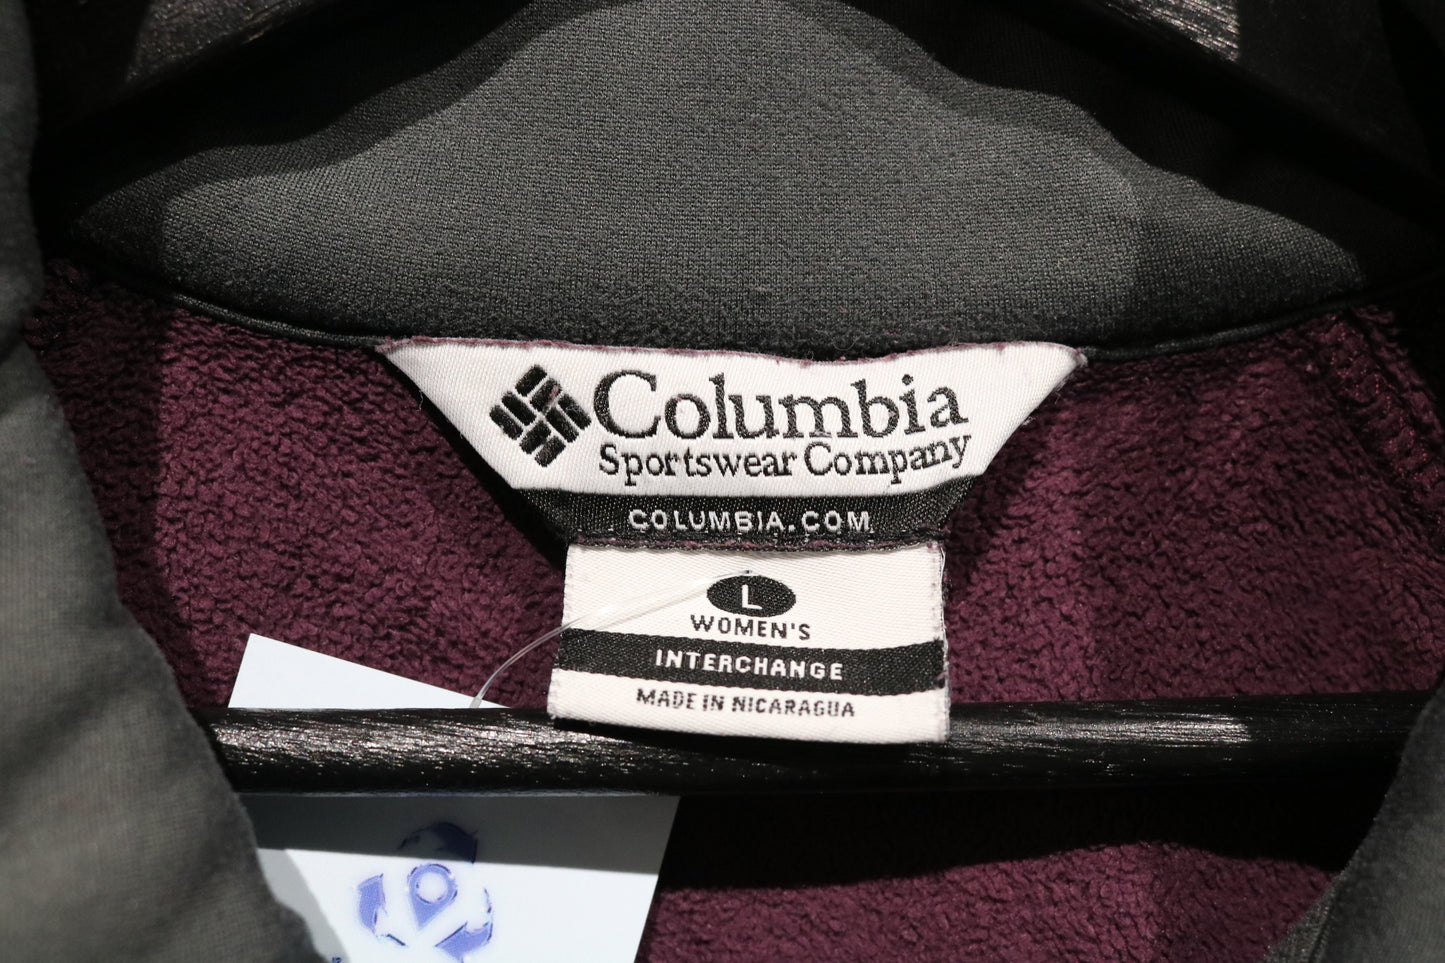 Columbia
Sportswear Company
COLUMBIA.COM
L
WOMEN'S
INTERCHANGE
MADE IN NICARAGUA